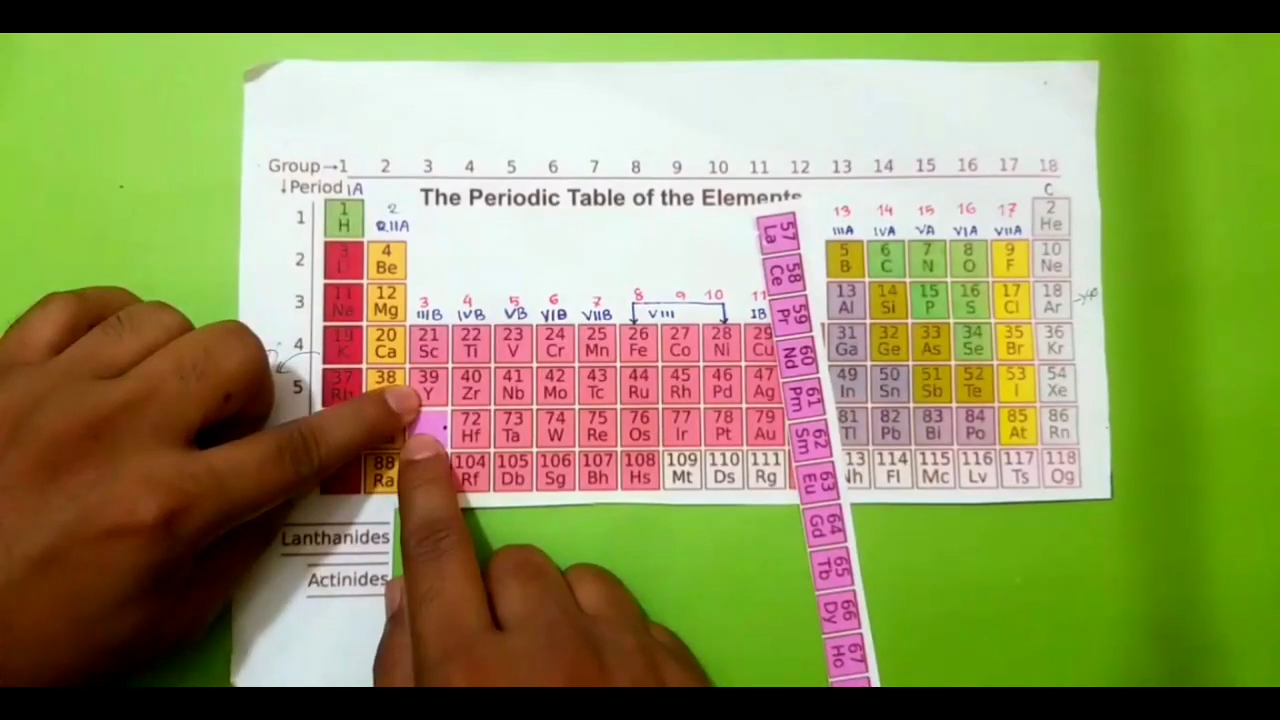 Group→1 2 3 4 5 6 7 8 9 10 11 12 13 14 15 16 17 18
↓Period IA C
The Periodic Table of the Elements
1 1 2 13 14 15 16 17 2
H IIA IIIA IVA VA VIA VIIA He
2 3 4 5 6 7 8 9 10
Be B C N O F Ne
3 11 12 3 4 5 6 7 8 9 10 11 13 14 15 16 17 18
Na Mg IIIB IVB VB VIB VIIB VIII IB Al Si P S Cl Ar
4 19 20 21 22 23 24 25 26 27 28 29 31 32 33 34 35 36
K Ca Sc Ti V Cr Mn Fe Co Ni Cu Ga Ge As Se Br Kr
5 37 38 39 40 41 42 43 44 45 46 47 49 50 51 52 53 54
Y Zr Nb Mo Tc Ru Rh Pd Ag In Sn Sb Te I Xe
72 73 74 75 76 77 78 79 81 82 83 84 85 86
Hf Ta W Re Os Ir Pt Au Tl Pb Bi Po At Rn
88 104 105 106 107 108 109 110 111 114 115 116 117 118
Ra Rf Db Sg Bh Hs Mt Ds Rg Fl Mc Lv Ts Og
Lanthanides
Actinides
57 La
58 Ce
59 Pr
60 Nd
61 Pm
62 Sm
63 Eu
64 Gd
65 Tb
66 Dy
67 Ho